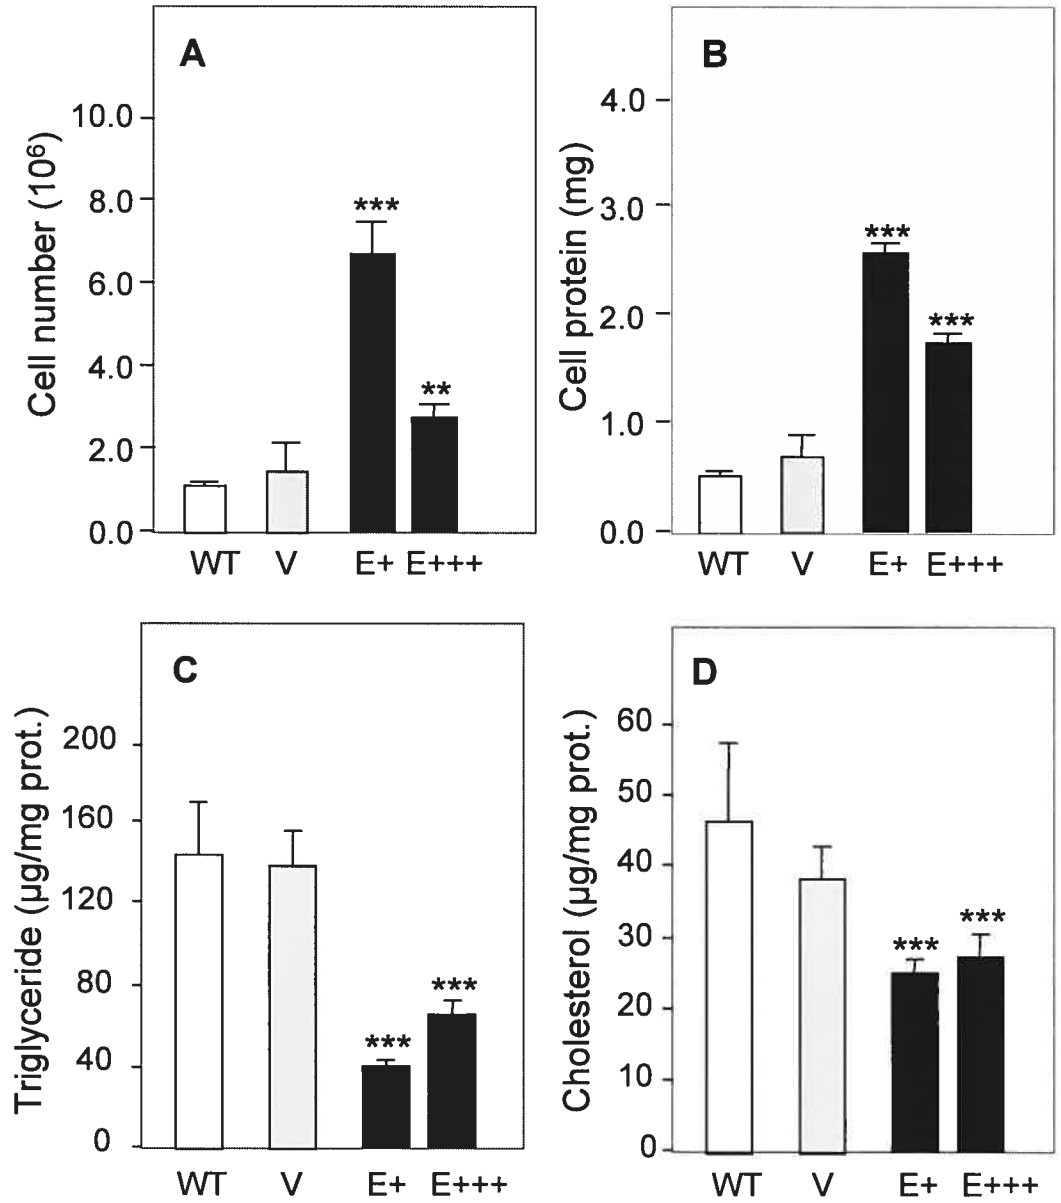 A
Cell number (10⁶)
10.0
8.0
6.0
4.0
2.0
0.0
***
**
WT V E+ E+++
B
Cell protein (mg)
4.0
3.0
2.0
1.0
0.0
***
***
WT V E+ E+++
C
Triglyceride (µg/mg prot.)
200
160
120
80
40
0
***
***
WT V E+ E+++
D
Cholesterol (µg/mg prot.)
60
50
40
30
20
10
0
***
***
WT V E+ E+++